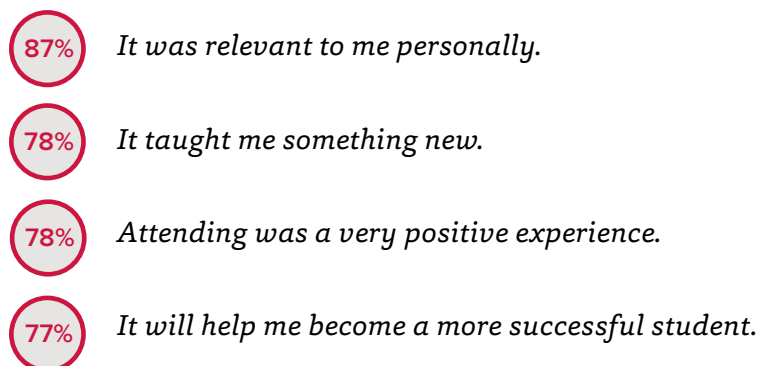 87% It was relevant to me personally.
78% It taught me something new.
78% Attending was a very positive experience.
77% It will help me become a more successful student.